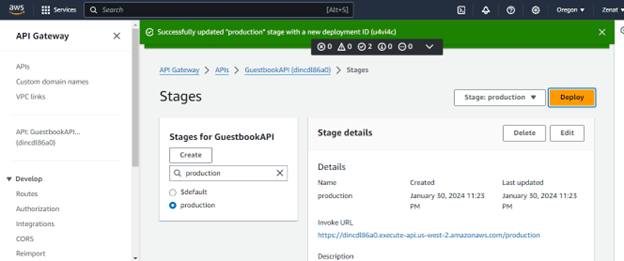 aws
Services
Search
[Alt+S]
Oregon
Zenat
API Gateway
APIs
Custom domain names
VPC links
API: GuestbookAPI...
(dincdl86a0)
Develop
Routes
Authorization
Integrations
CORS
Reimport
Successfully updated "production" stage with a new deployment ID (u4vi4c)
0 0 2 0 0
API Gateway > APIs > GuestbookAPI (dincdl86a0) > Stages
Stages
Stage: production
Deploy
Stages for GuestbookAPI
Create
production
$default
production
Stage details
Delete
Edit
Details
Name
production
Created
January 30, 2024 11:23
PM
Last updated
January 30, 2024 11:23
PM
Invoke URL
https://dincdl86a0.execute-api.us-west-2.amazonaws.com/production
Description